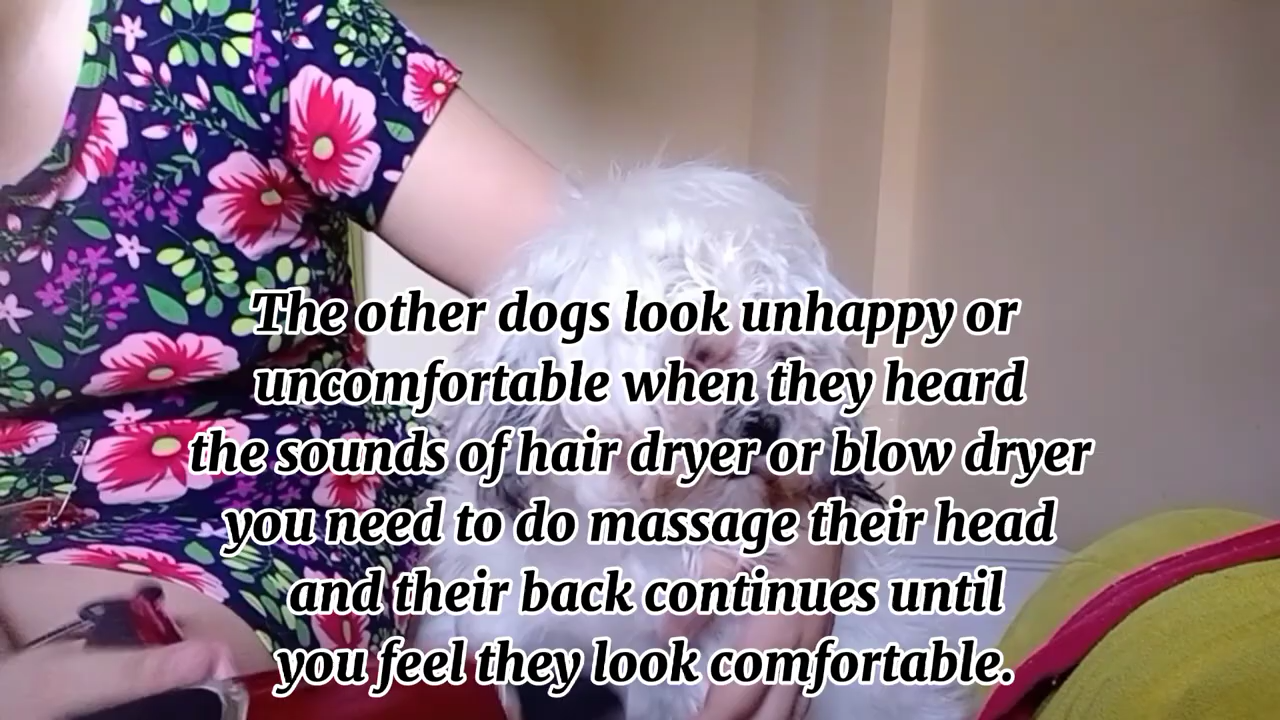 The other dogs look unhappy or
uncomfortable when they heard
the sounds of hair dryer or blow dryer
you need to do massage their head
and their back continues until
you feel they look comfortable.